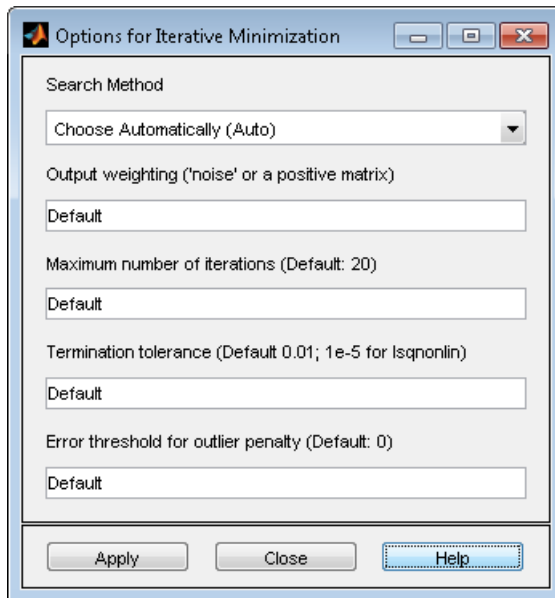 Options for Iterative Minimization
Search Method
Choose Automatically (Auto)
Output weighting ('noise' or a positive matrix)
Default
Maximum number of iterations (Default: 20)
Default
Termination tolerance (Default 0.01; 1e-5 for lsqnonlin)
Default
Error threshold for outlier penalty (Default: 0)
Default
Apply Close Help